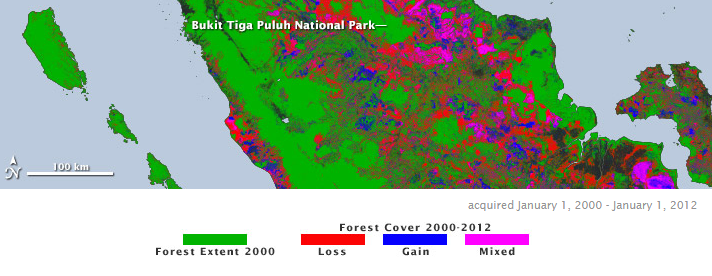 Bukit Tiga Puluh National Park
N
100 km
acquired January 1, 2000 - January 1, 2012
Forest Cover 2000-2012
Forest Extent 2000 Loss Gain Mixed